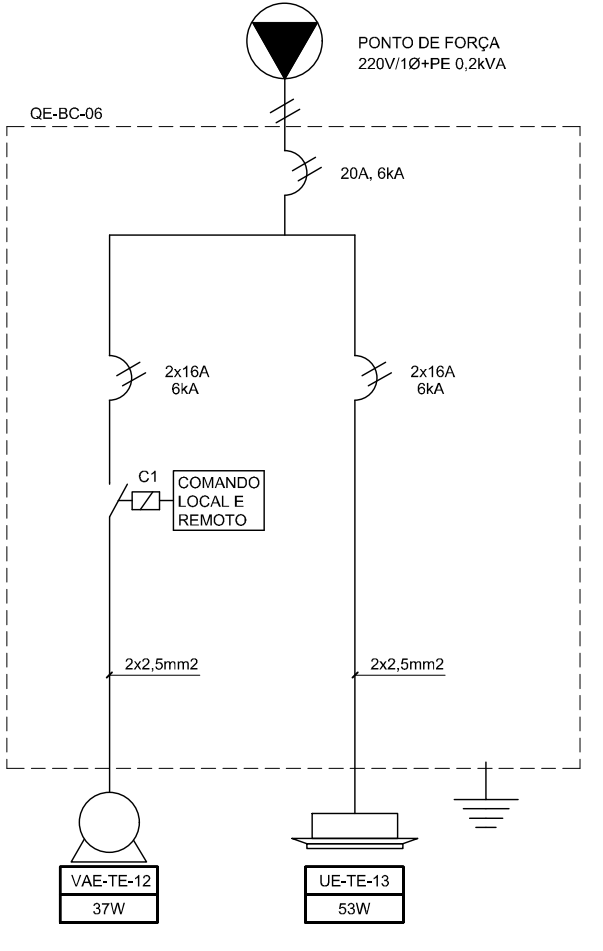 PONTO DE FORÇA
220V/1Ø+PE 0,2kVA
QE-BC-06
20A, 6kA
2x16A
6kA
2x16A
6kA
C1
COMANDO
LOCAL E
REMOTO
2x2,5mm2
2x2,5mm2
VAE-TE-12
37W
UE-TE-13
53W